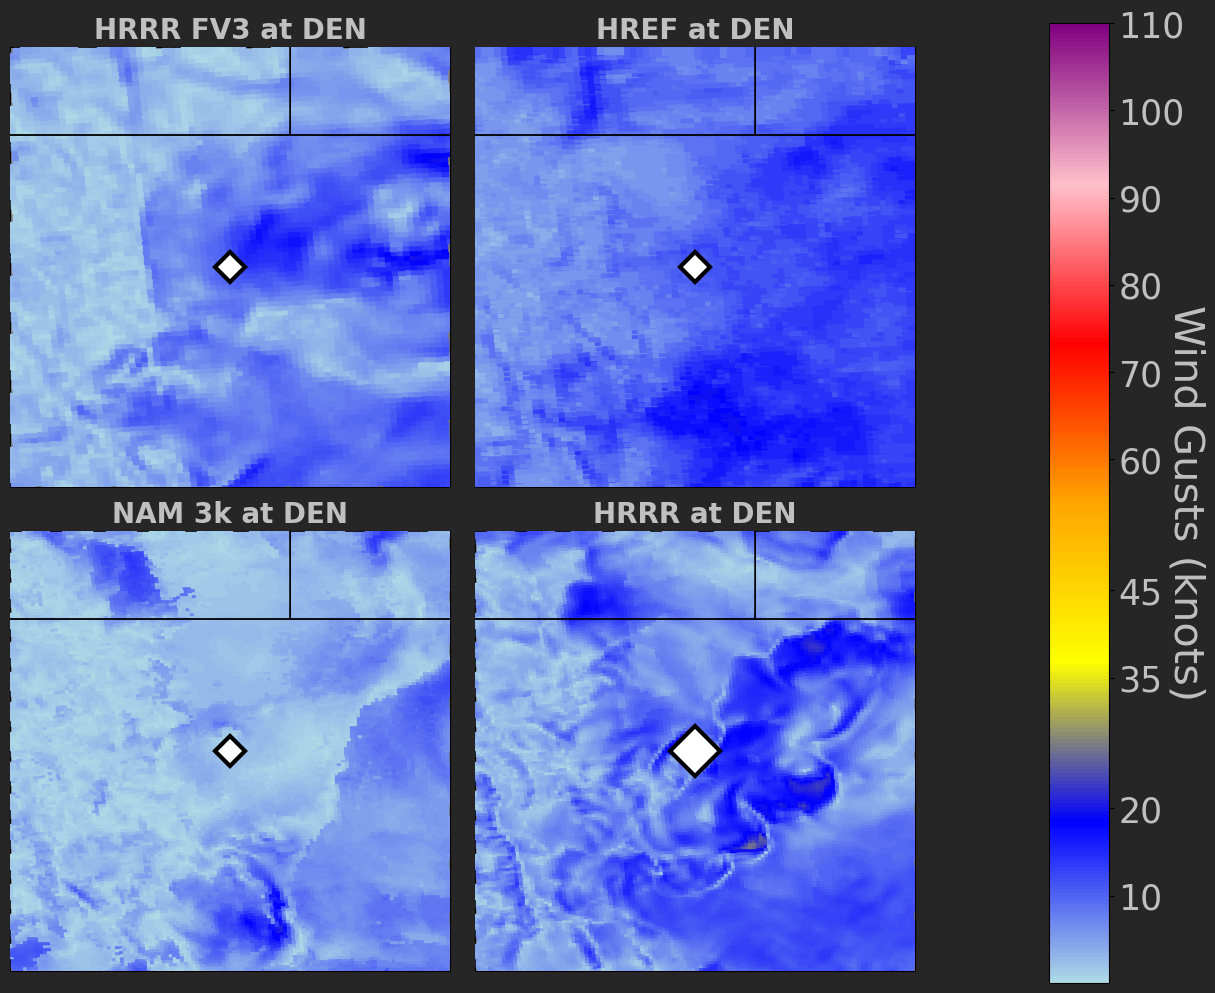 HRRR FV3 at DEN
HREF at DEN
NAM 3k at DEN
HRRR at DEN
110
100
90
80
70
60
45
35
20
10
Wind Gusts (knots)